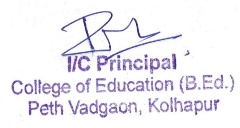 I/C Principal
College of Education (B.Ed.)
Peth Vadgaon, Kolhapur